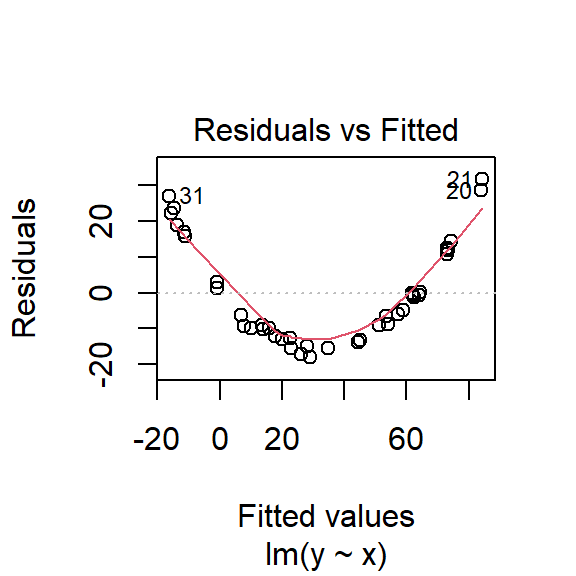 Residuals vs Fitted
31
21
20
Residuals
-20 0 20
-20 0 20 60
Fitted values
lm(y ~ x)